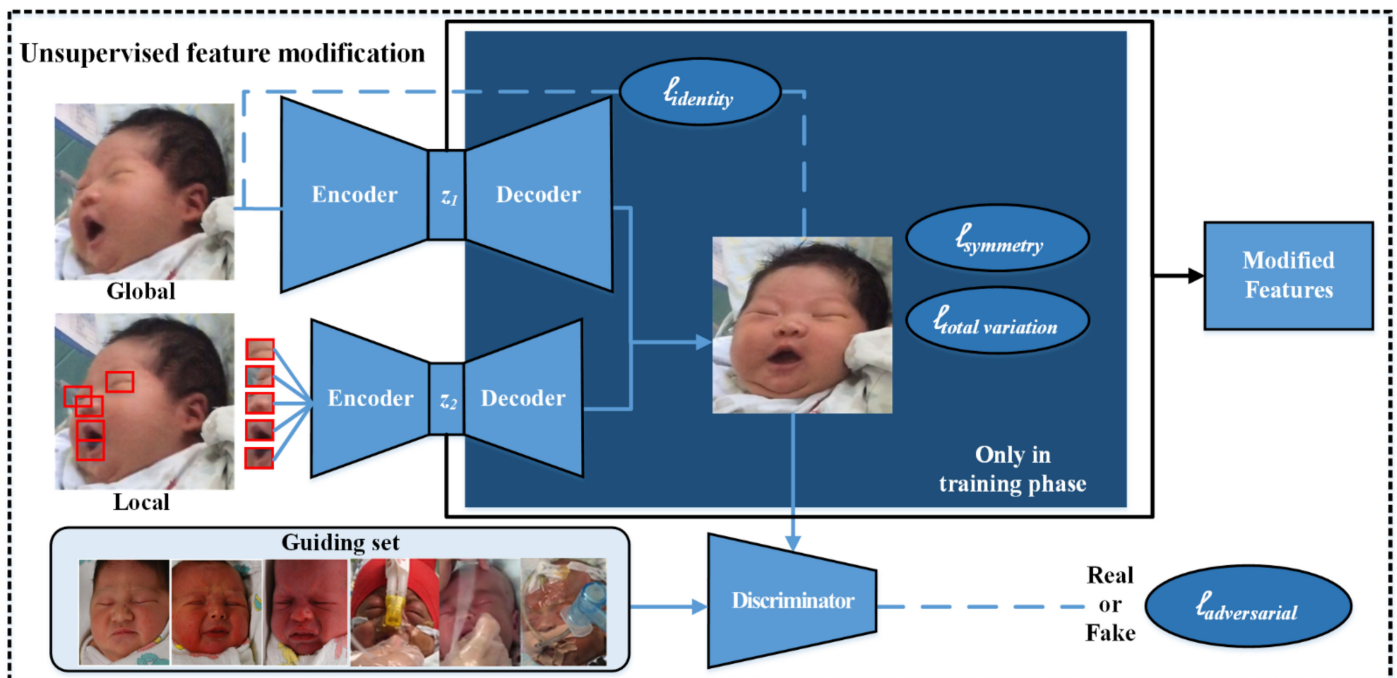 Unsupervised feature modification
ℓidentity
Encoder
z1
Decoder
Global
ℓsymmetry
ℓtotal variation
Modified
Features
Encoder
z2
Decoder
Local
Only in
training phase
Guiding set
Discriminator
Real
or
Fake
ℓadversarial